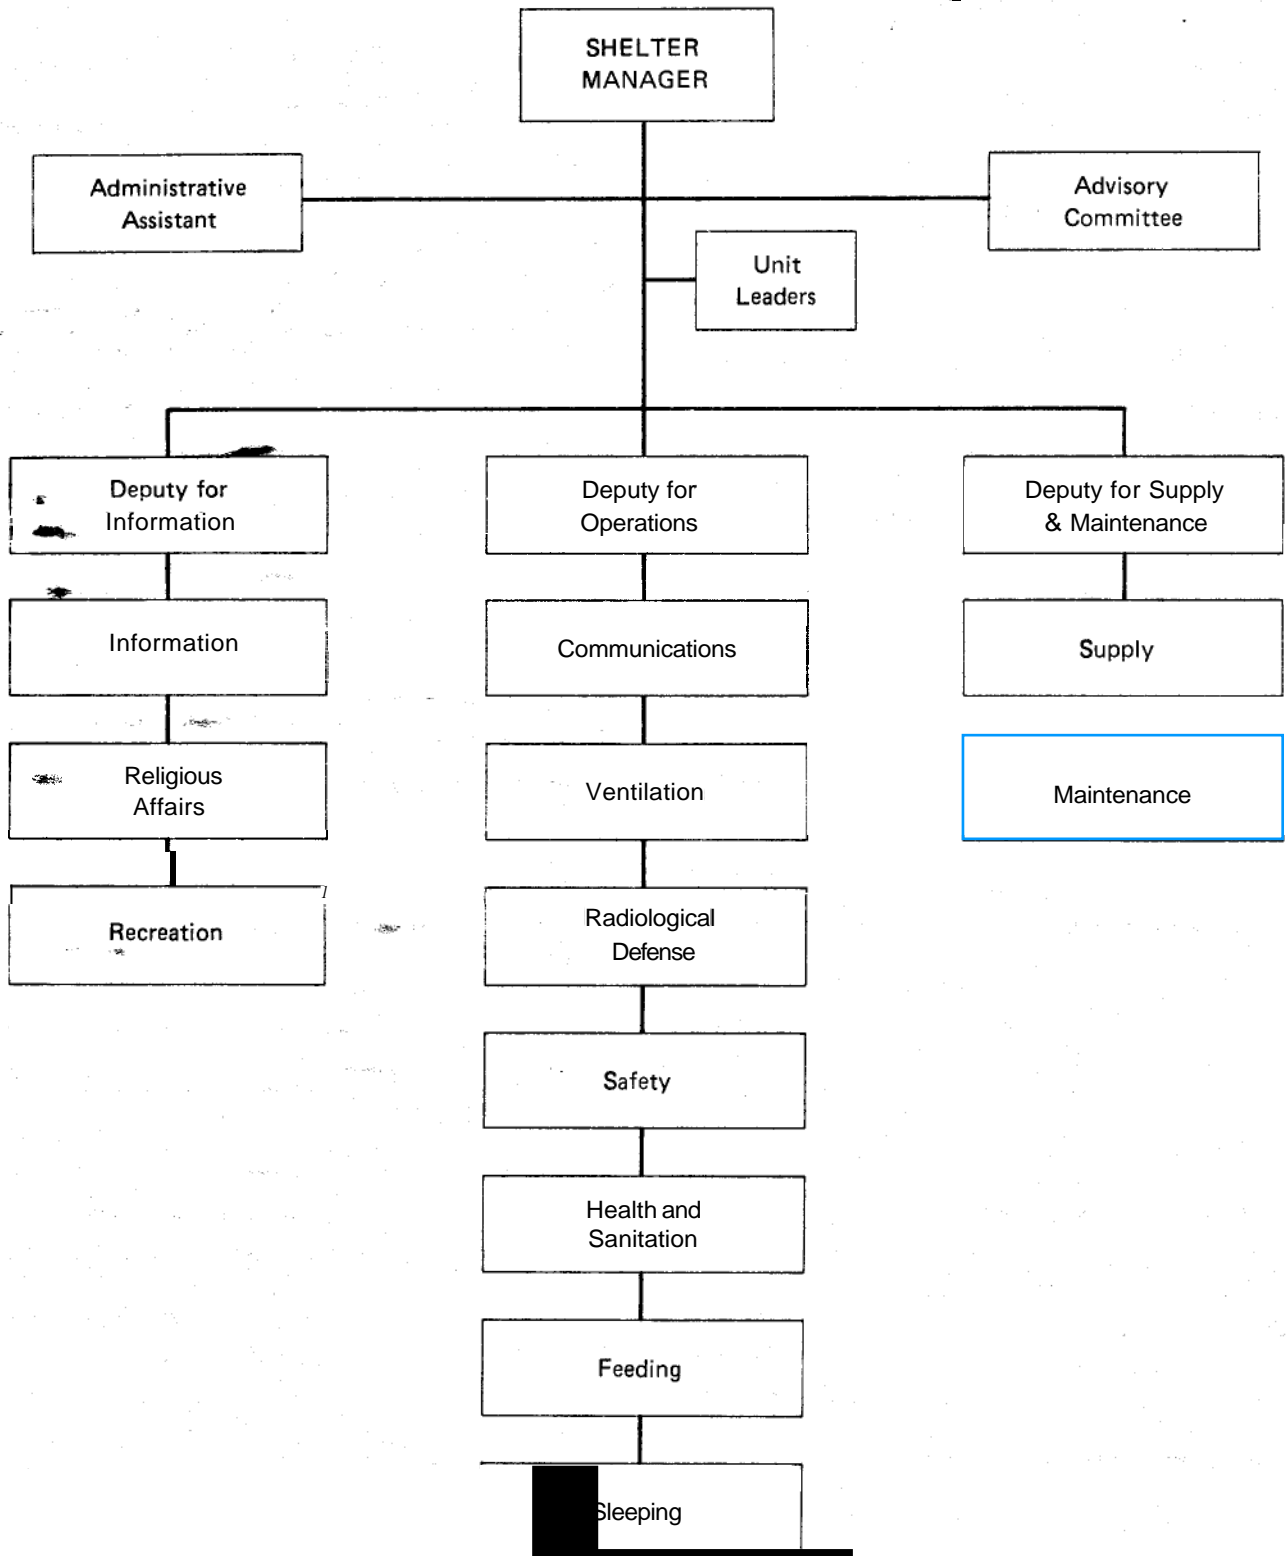 SHELTER
MANAGER
Administrative
Assistant
Advisory
Committee
Unit
Leaders
Deputy for
Information
Deputy for
Operations
Deputy for Supply
& Maintenance
Information
Communications
Supply
Religious
Affairs
Ventilation
Maintenance
Recreation
Radiological
Defense
Safety
Health and
Sanitation
Feeding
Sleeping